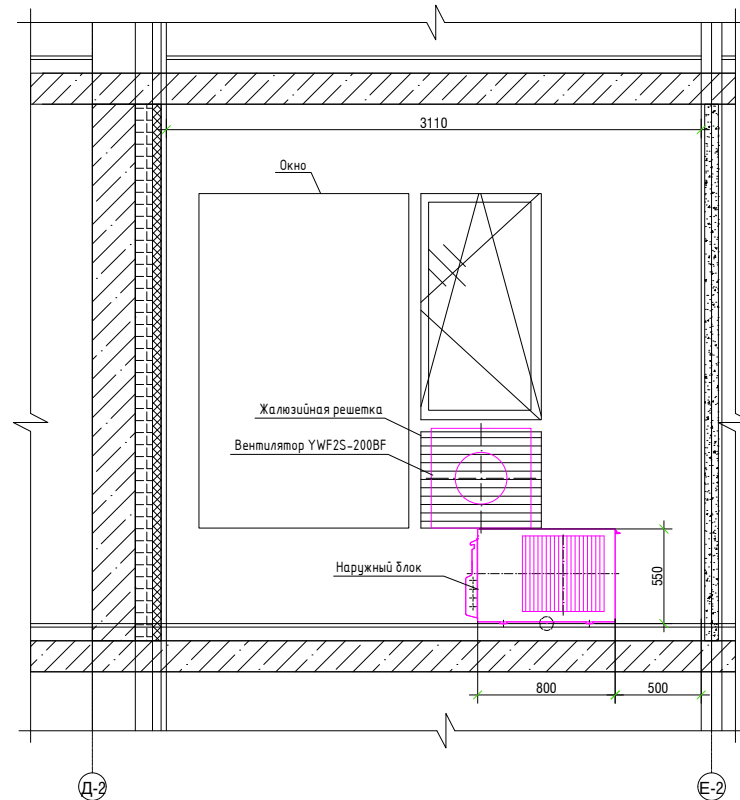 3110
Окно
Жалюзийная решетка
Вентилятор YWF2S-200BF
Наружный блок
550
800
500
Д-2
Е-2